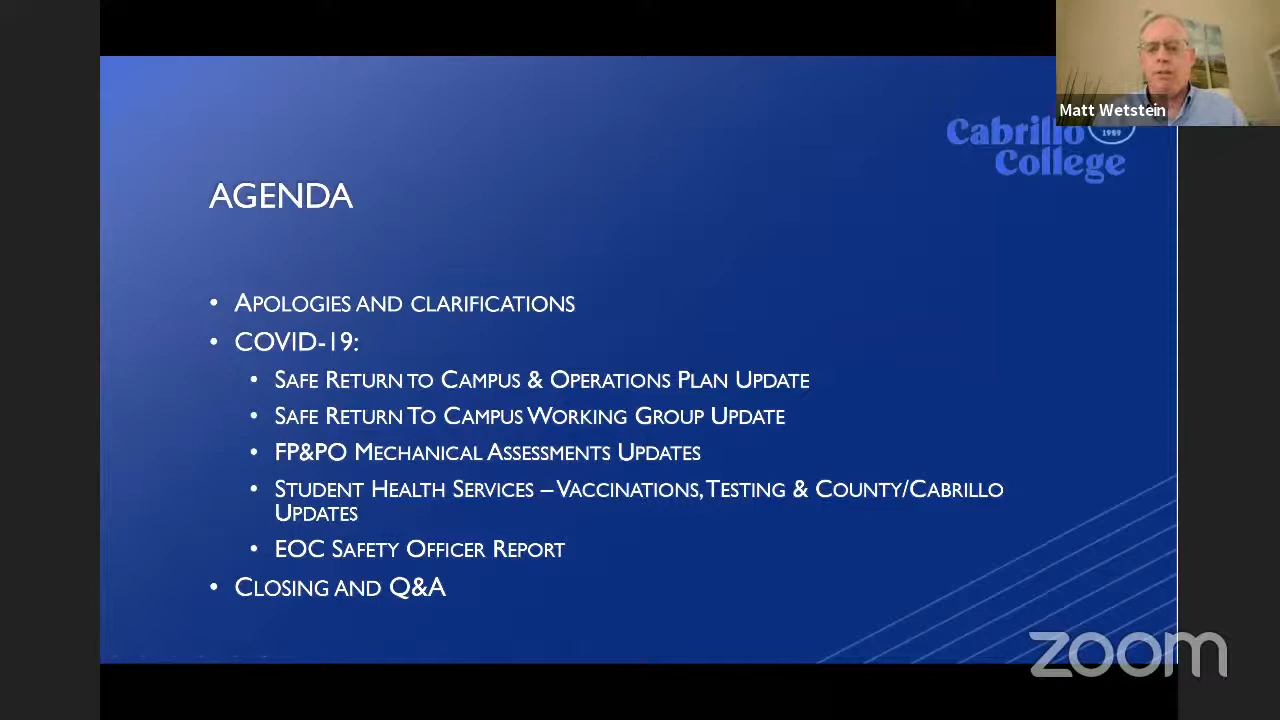 Matt Wetstein
Cabrillo
1959
College
AGENDA
• APOLOGIES AND CLARIFICATIONS
• COVID-19:
• SAFE RETURN TO CAMPUS & OPERATIONS PLAN UPDATE
• SAFE RETURN TO CAMPUS WORKING GROUP UPDATE
• FP&PO MECHANICAL ASSESSMENTS UPDATES
• STUDENT HEALTH SERVICES – VACCINATIONS, TESTING & COUNTY/CABRILLO
UPDATES
• EOC SAFETY OFFICER REPORT
• CLOSING AND Q&A
zoom